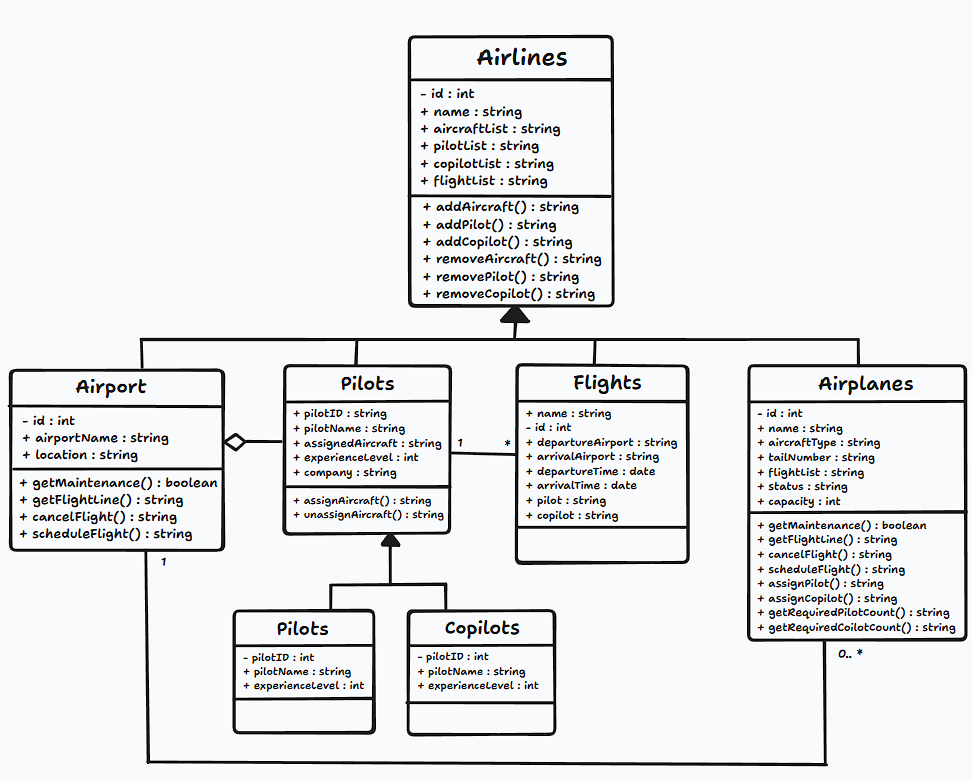 Airlines
- id : int
+ name : string
+ aircraftList : string
+ pilotList : string
+ copilotList : string
+ flightList : string
+ addAircraft() : string
+ addPilot() : string
+ addCopilot() : string
+ removeAircraft() : string
+ removePilot() : string
+ removeCopilot() : string
Airport
- id : int
+ airportName : string
+ location : string
+ getMaintenance() : boolean
+ getFlightLine() : string
+ cancelFlight() : string
+ scheduleFlight() : string
1
Pilots
+ pilotID : string
+ pilotName : string
+ assignedAircraft : string
+ experienceLevel : int
+ company : string
+ assignAircraft() : string
+ unassignAircraft() : string
1 *
Flights
+ name : string
- id : int
+ departureAirport : string
+ arrivalAirport : string
+ departureTime : date
+ arrivalTime : date
+ pilot : string
+ copilot : string
Airplanes
- id : int
+ name : string
+ aircraftType : string
+ tailNumber : string
+ flightList : string
+ status : string
+ capacity : int
+ getMaintenance() : boolean
+ getFlightLine() : string
+ cancelFlight() : string
+ scheduleFlight() : string
+ assignPilot() : string
+ assignCopilot() : string
+ getRequiredPilotCount() : string
+ getRequiredCoilotCount() : string
0.. *
Pilots
- pilotID : int
+ pilotName : string
+ experienceLevel : int
Copilots
- pilotID : int
+ pilotName : string
+ experienceLevel : int